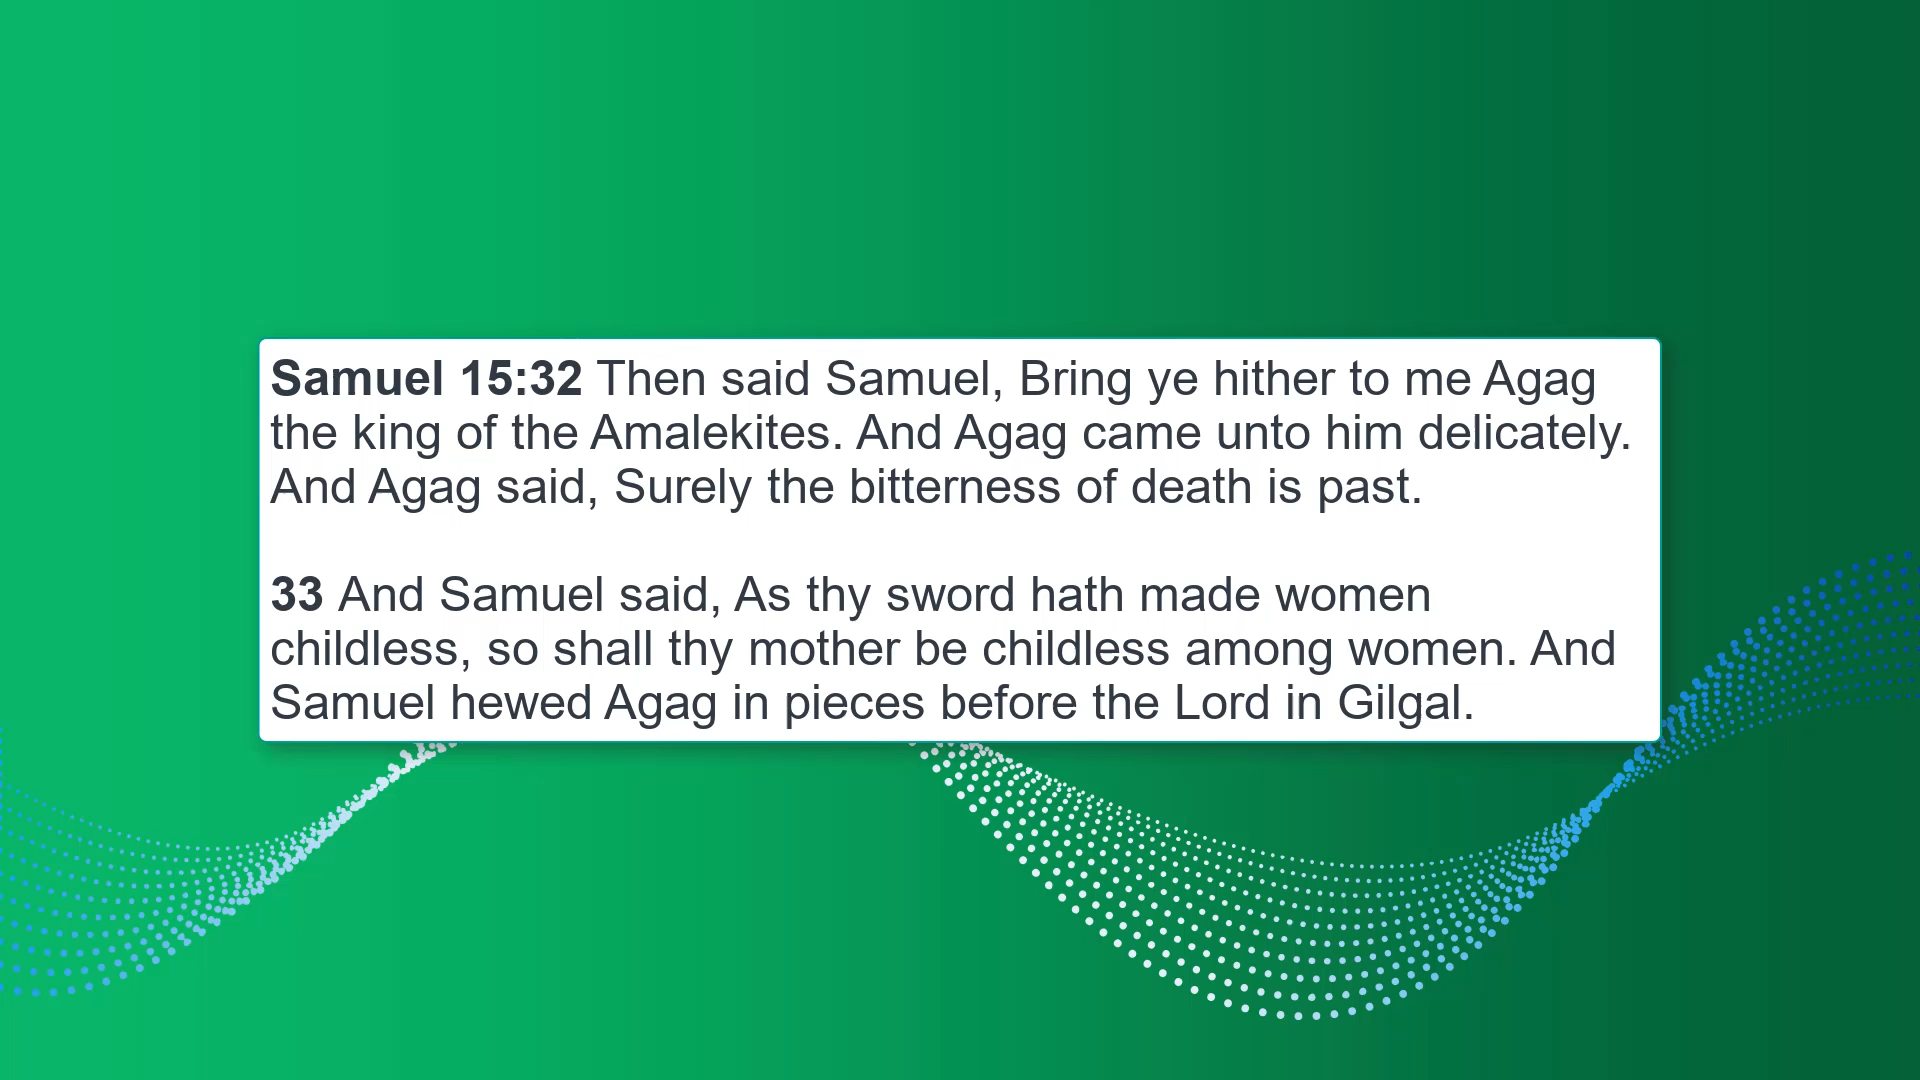 Samuel 15:32 Then said Samuel, Bring ye hither to me Agag
the king of the Amalekites. And Agag came unto him delicately.
And Agag said, Surely the bitterness of death is past.
33 And Samuel said, As thy sword hath made women
childless, so shall thy mother be childless among women. And
Samuel hewed Agag in pieces before the Lord in Gilgal.